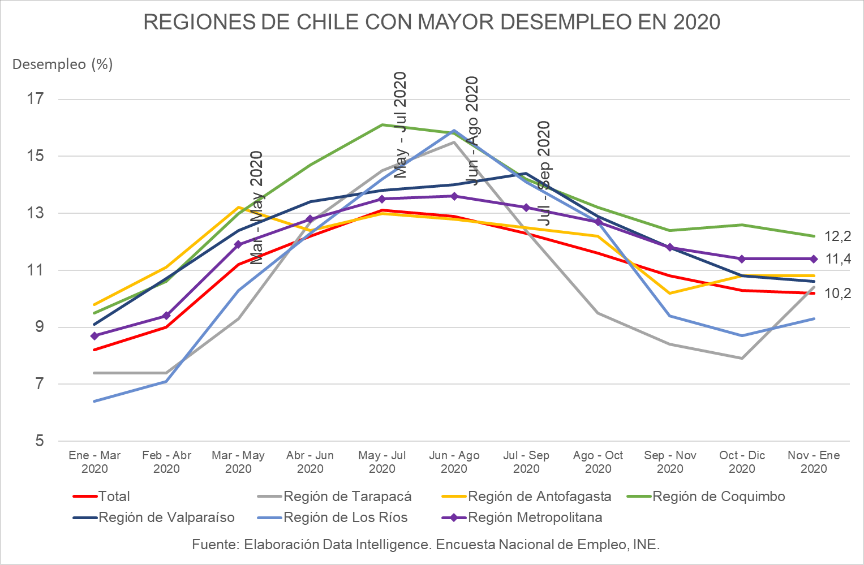 REGIONES DE CHILE CON MAYOR DESEMPLEO EN 2020
Desempleo (%)
17
15
13
11
9
7
5
Mar - May 2020
May - Jul 2020
Jun - Ago 2020
Jul - Sep 2020
12,2
11,4
10,2
Ene - Mar 2020
Feb - Abr 2020
Mar - May 2020
Abr - Jun 2020
May - Jul 2020
Jun - Ago 2020
Jul - Sep 2020
Ago - Oct 2020
Sep - Nov 2020
Oct - Dic 2020
Nov - Ene 2020
Total
Región de Tarapacá
Región de Antofagasta
Región de Coquimbo
Región de Valparaíso
Región de Los Ríos
Región Metropolitana
Fuente: Elaboración Data Intelligence. Encuesta Nacional de Empleo, INE.